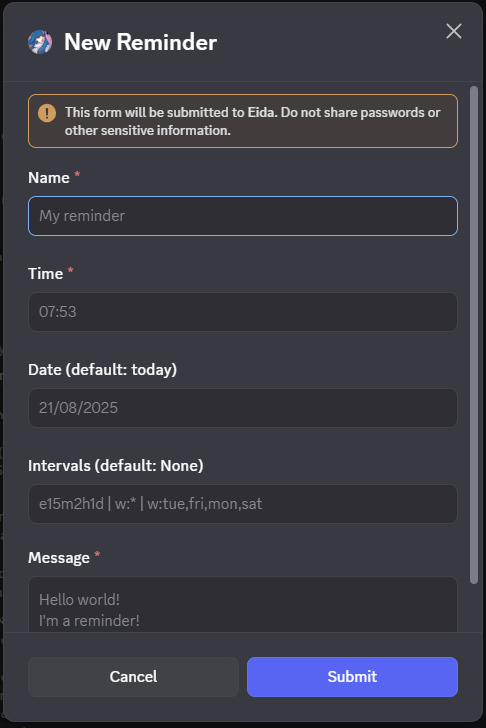 New Reminder
This form will be submitted to Eida. Do not share passwords or
other sensitive information.
Name *
My reminder
Time *
07:53
Date (default: today)
21/08/2025
Intervals (default: None)
e15m2h1d | w:* | w:tue,fri,mon,sat
Message *
Hello world!
I'm a reminder!
Cancel
Submit